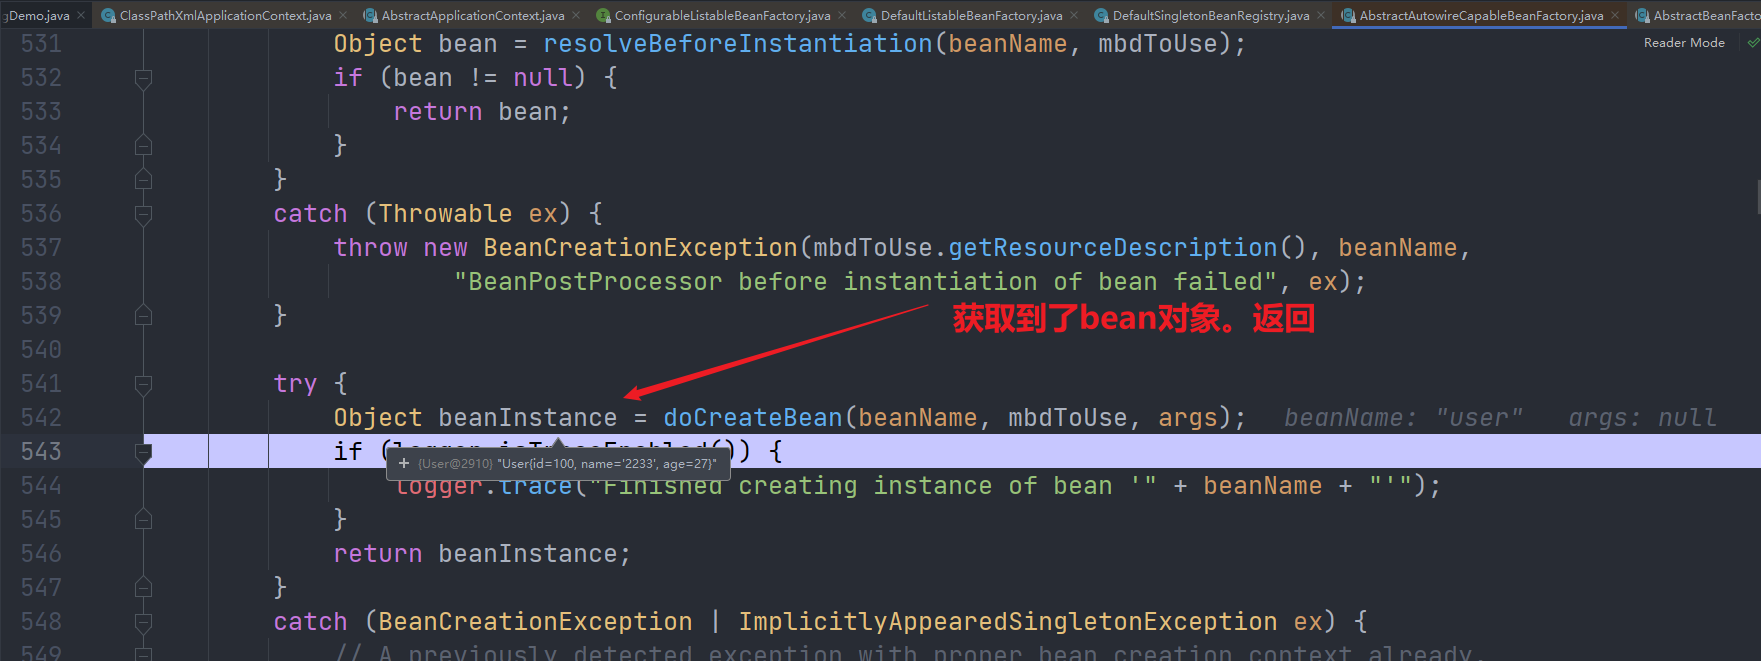 gDemo.java ClassPathXmlApplicationContext.java AbstractApplicationContext.java ConfigurableListableBeanFactory.java DefaultListableBeanFactory.java DefaultSingletonBeanRegistry.java AbstractAutowireCapableBeanFactory.java AbstractBeanFacto
Reader Mode
531 Object bean = resolveBeforeInstantiation(beanName, mbdToUse);
532 if (bean != null) {
533 return bean;
534 }
535 }
536 catch (Throwable ex) {
537 throw new BeanCreationException(mbdToUse.getResourceDescription(), beanName,
538 "BeanPostProcessor before instantiation of bean failed", ex);
539 }
获取到了bean对象。返回
540
541 try {
542 Object beanInstance = doCreateBean(beanName, mbdToUse, args); beanName: "user" args: null
543 if (logger.isTraceEnabled()) {
+ {User@2910} "User{id=100, name='2233', age=27}"
544 logger.trace("Finished creating instance of bean '" + beanName + "'");
545 }
546 return beanInstance;
547 }
548 catch (BeanCreationException | ImplicitlyAppearedSingletonException ex) {
549 // A previously detected exception with proper bean creation context already.